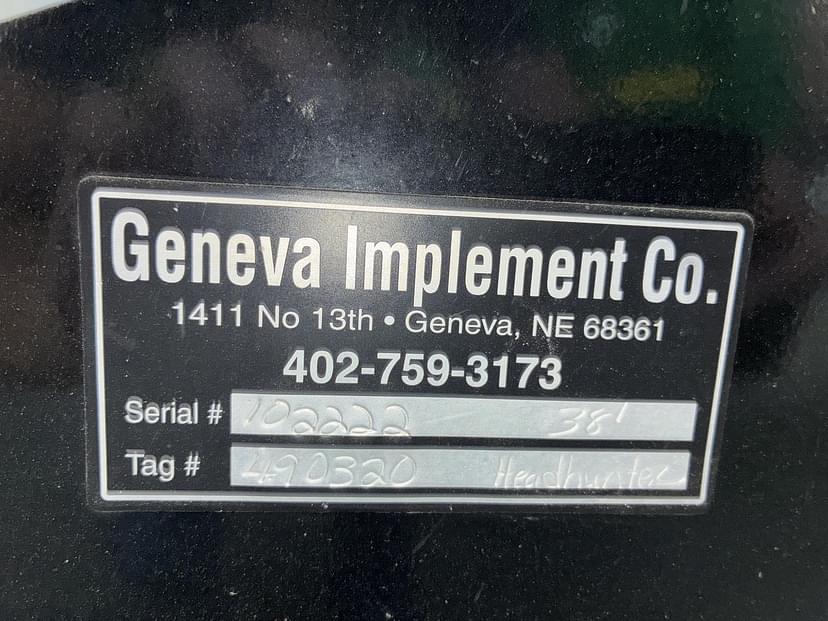 Geneva Implement Co.
1411 No 13th • Geneva, NE 68361
402-759-3173
Serial # 102222 38'
Tag # 490320 Headhunter